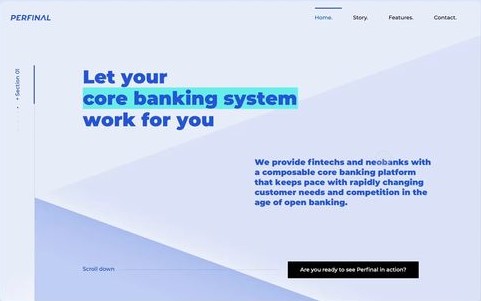 PERFINAL
Home.
Story.
Features.
Contact.
Section 01
Let your
core banking system
work for you
We provide fintechs and neobanks with
a composable core banking platform
that keeps pace with rapidly changing
customer needs and competition in the
age of open banking.
Scroll down
Are you ready to see Perfinal in action?